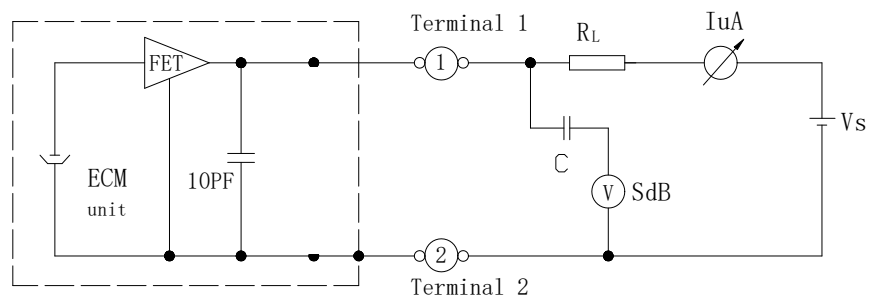 Terminal 1
IuA
RL
FET
1
Vs
ECM
unit
10PF
C
V
SdB
2
Terminal 2